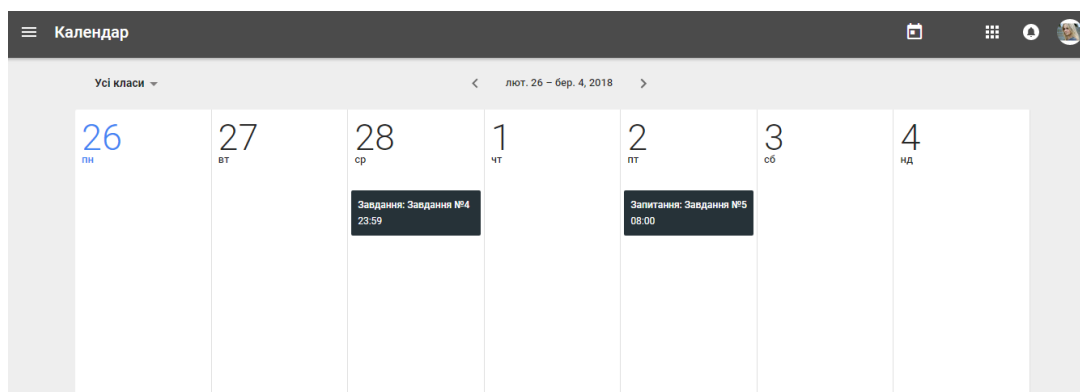 Календар
Усі класи
лют. 26 – бер. 4, 2018
26
пн
27
вт
28
ср
1
чт
2
пт
3
сб
4
нд
Завдання: Завдання №4
23:59
Запитання: Завдання №5
08:00